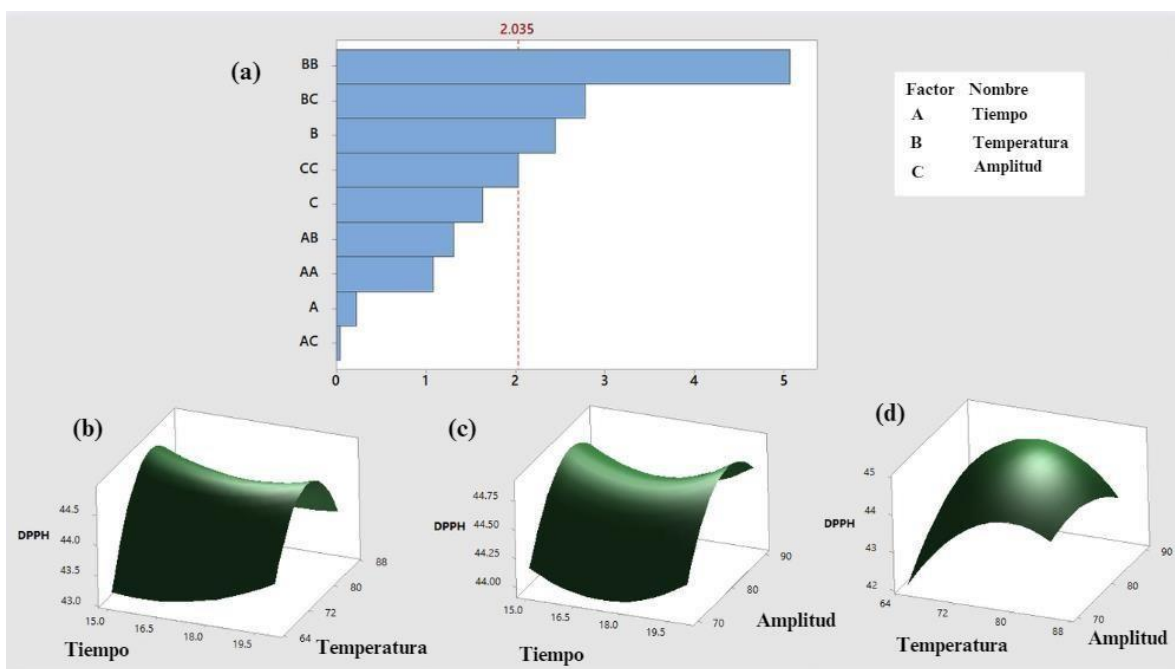 2.035
(a)
BB
BC
B
CC
C
AB
AA
A
AC
0 1 2 3 4 5
Factor Nombre
A Tiempo
B Temperatura
C Amplitud
(b)
DPPH
44.5
44.0
43.5
43.0
15.0 16.5 18.0 19.5
64 72 80 88
Tiempo
Temperatura
(c)
DPPH
44.75
44.50
44.25
44.00
15.0 16.5 18.0 19.5
70 80 90
Tiempo
Amplitud
(d)
DPPH
45
44
43
42
64 72 80 88
70 80 90
Temperatura
Amplitud